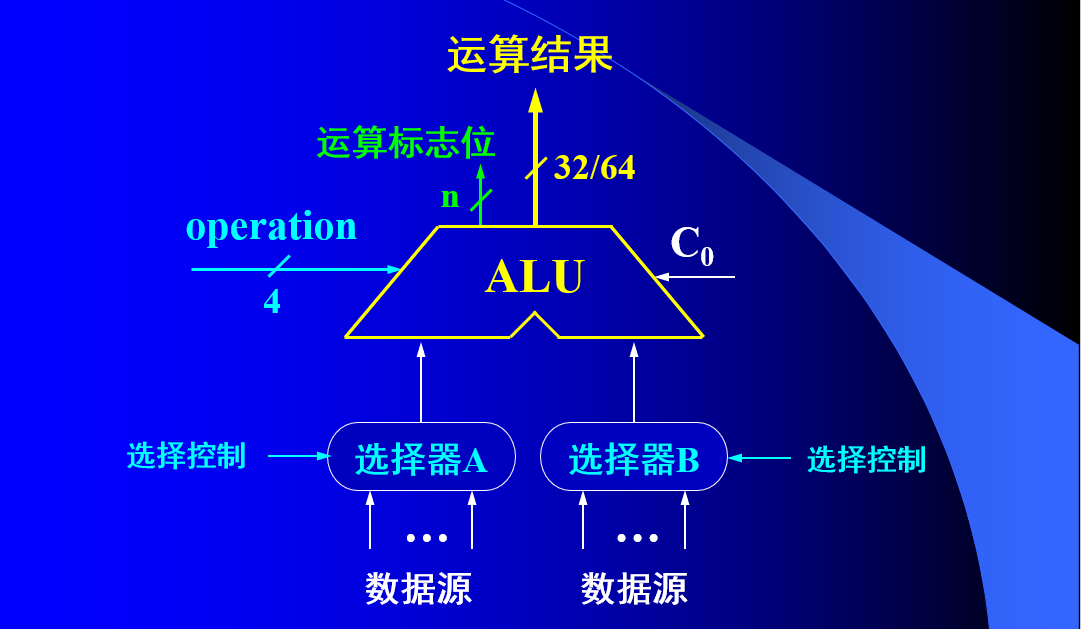 运算结果
运算标志位
32/64
n
operation
C₀
ALU
4
选择控制
选择器A
选择器B
选择控制
•••
•••
数据源
数据源